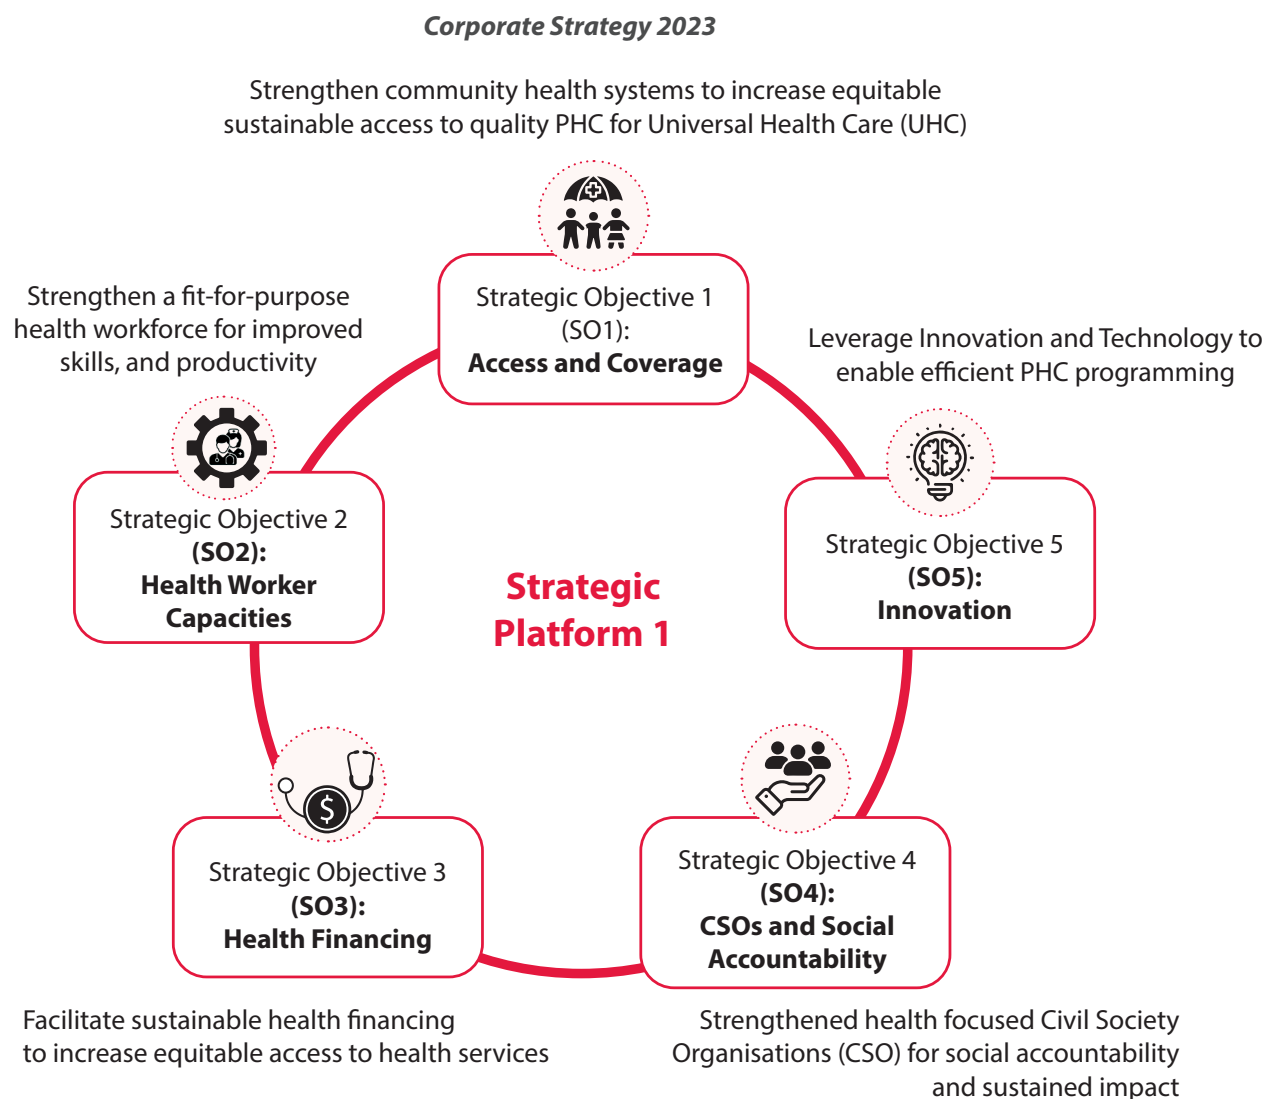 Corporate Strategy 2023
Strengthen community health systems to increase equitable
sustainable access to quality PHC for Universal Health Care (UHC)
Strategic Objective 1
(SO1):
Access and Coverage
Strengthen a fit-for-purpose
health workforce for improved
skills, and productivity
Strategic Objective 2
(SO2):
Health Worker
Capacities
Leverage Innovation and Technology to
enable efficient PHC programming
Strategic Objective 5
(SO5):
Innovation
Strategic
Platform 1
$
Strategic Objective 3
(SO3):
Health Financing
Facilitate sustainable health financing
to increase equitable access to health services
Strategic Objective 4
(SO4):
CSOs and Social
Accountability
Strengthened health focused Civil Society
Organisations (CSO) for social accountability
and sustained impact